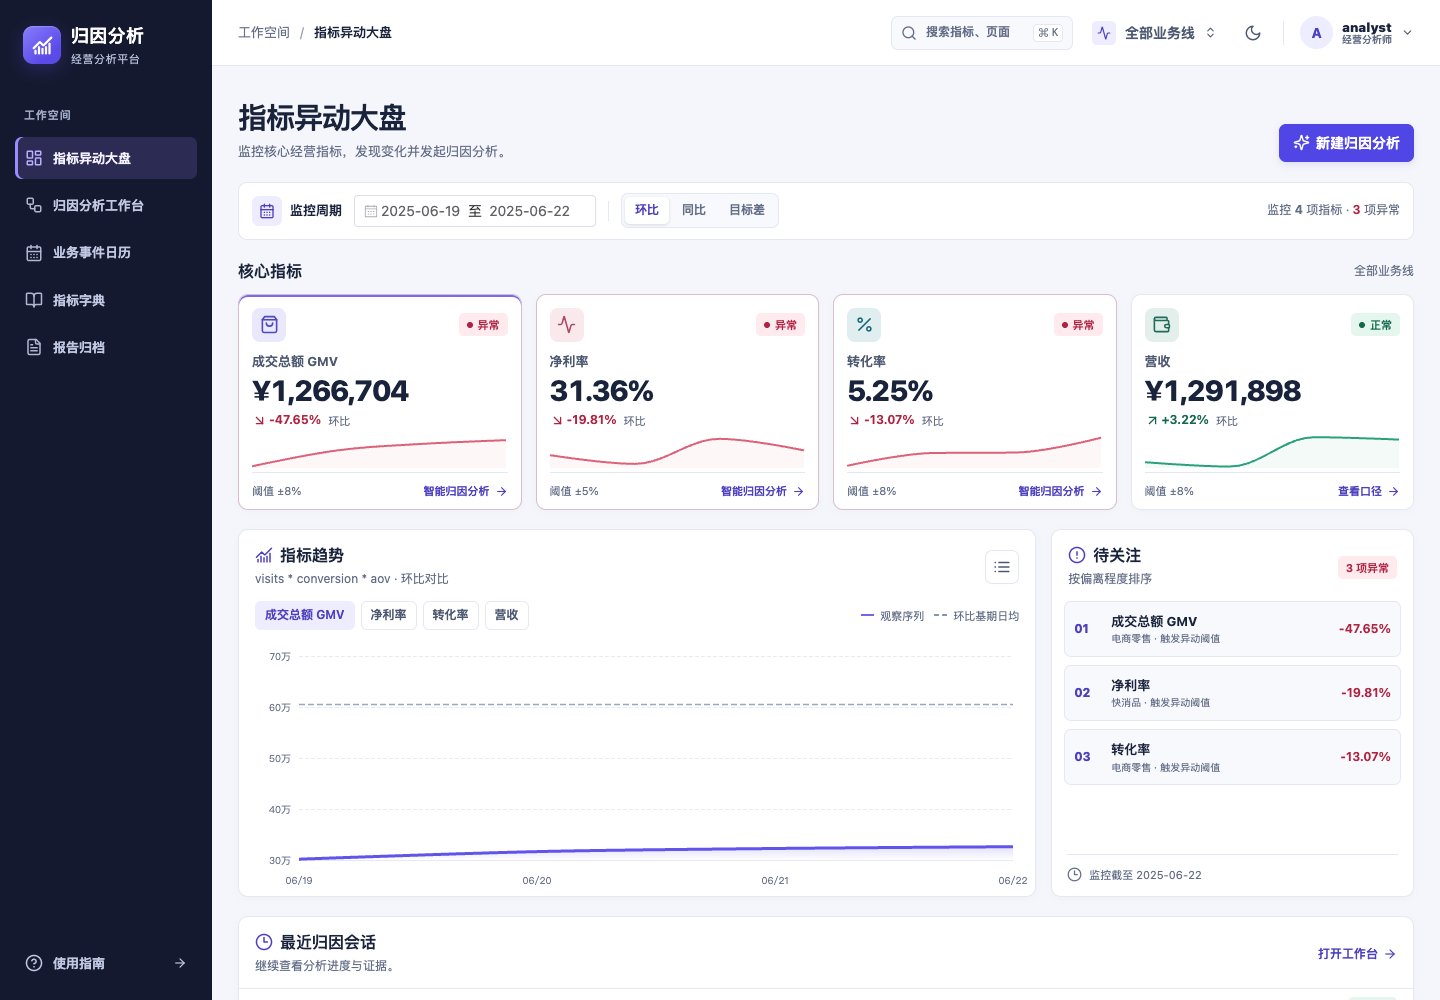 归因分析
经营分析平台
工作空间
指标异动大盘
归因分析工作台
业务事件日历
指标字典
报告归档
使用指南
工作空间 / 指标异动大盘
搜索指标、页面 ⌘ K
全部业务线
A
analyst
经营分析师
指标异动大盘
监控核心经营指标，发现变化并发起归因分析。
新建归因分析
监控周期 2025-06-19 至 2025-06-22 环比 同比 目标差
监控 4 项指标 · 3 项异常
核心指标
全部业务线
异常
成交总额 GMV
¥1,266,704
-47.65% 环比
阈值 ±8% 智能归因分析
异常
净利率
31.36%
-19.81% 环比
阈值 ±5% 智能归因分析
异常
转化率
5.25%
-13.07% 环比
阈值 ±8% 智能归因分析
正常
营收
¥1,291,898
+3.22% 环比
阈值 ±8% 查看口径
指标趋势
visits * conversion * aov · 环比对比
成交总额 GMV 净利率 转化率 营收
观察序列 环比基期日均
70万
60万
50万
40万
30万
06/19 06/20 06/21 06/22
待关注
按偏离程度排序
3 项异常
01 成交总额 GMV -47.65%
电商零售 · 触发异动阈值
02 净利率 -19.81%
快消品 · 触发异动阈值
03 转化率 -13.07%
电商零售 · 触发异动阈值
监控截至 2025-06-22
最近归因会话
继续查看分析进度与证据。
打开工作台